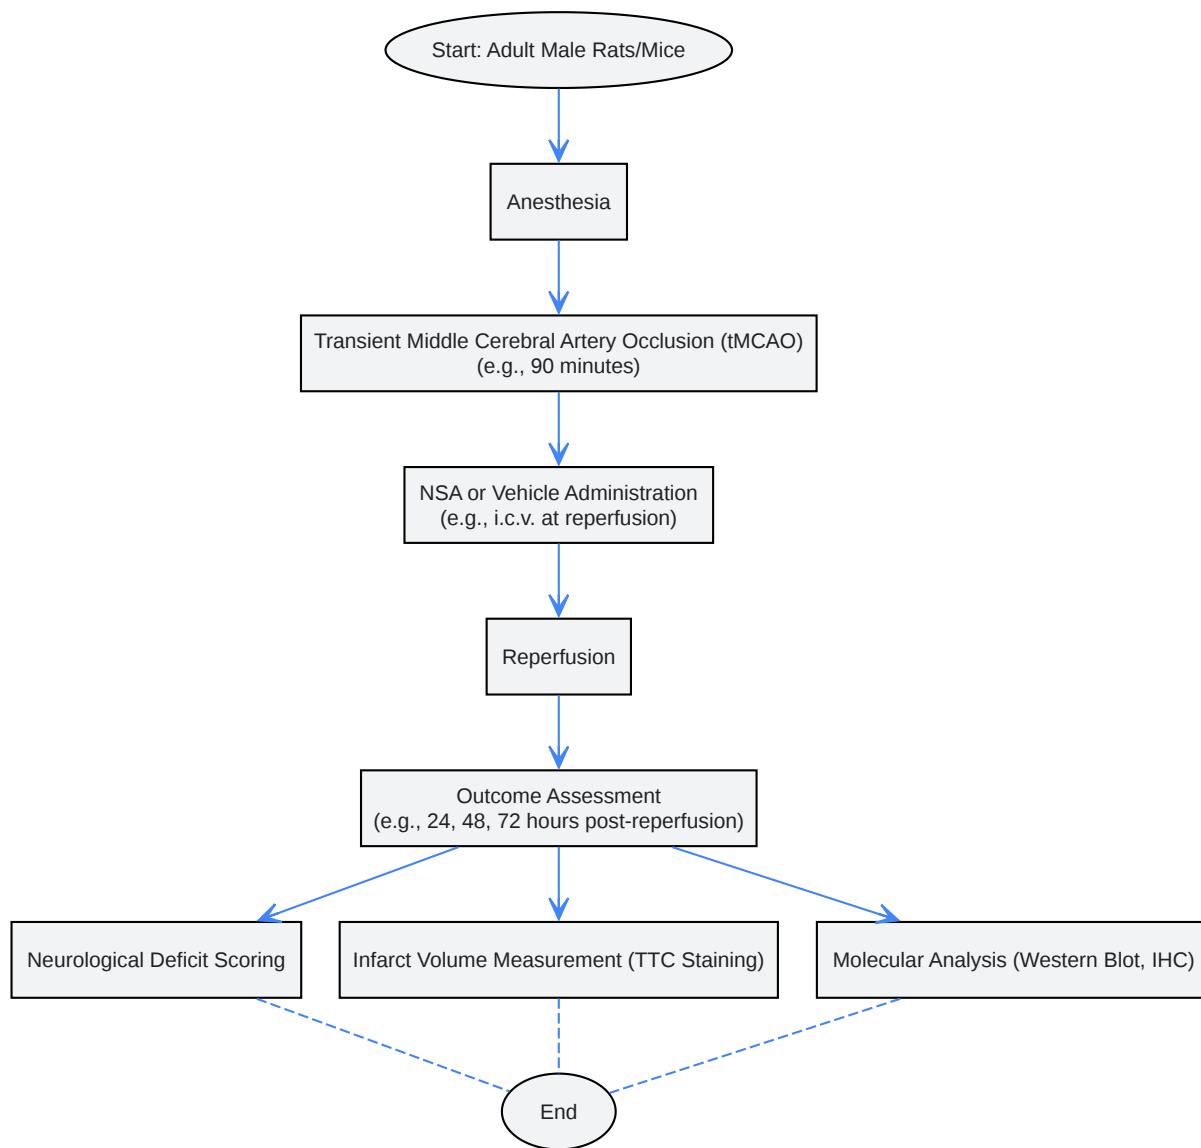 Start: Adult Male Rats/Mice
Anesthesia
Transient Middle Cerebral Artery Occlusion (tMCAO)
(e.g., 90 minutes)
NSA or Vehicle Administration
(e.g., i.c.v. at reperfusion)
Reperfusion
Outcome Assessment
(e.g., 24, 48, 72 hours post-reperfusion)
Neurological Deficit Scoring
Infarct Volume Measurement (TTC Staining)
Molecular Analysis (Western Blot, IHC)
End